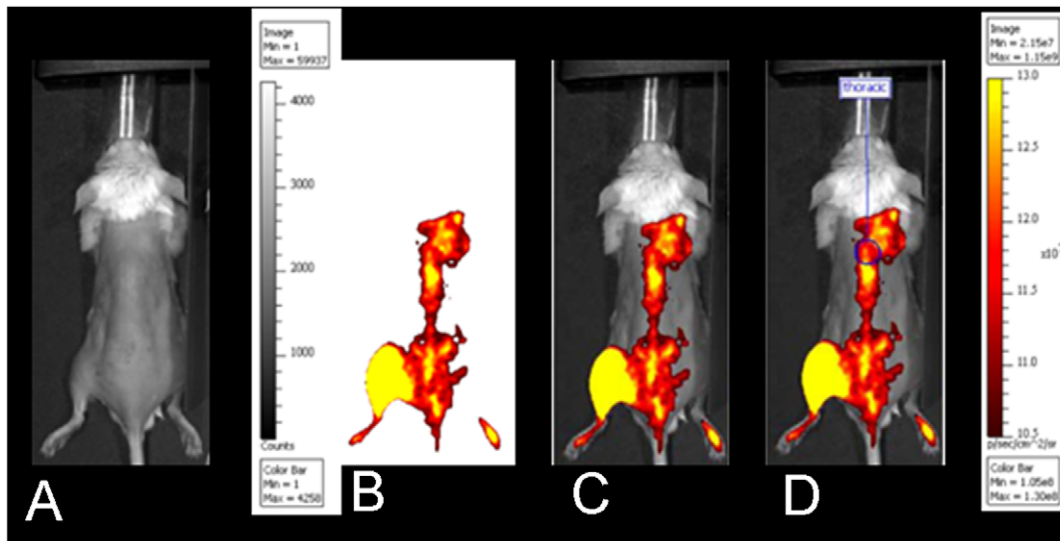 Image
Min = 1
Max = 59937
4000
3000
2000
1000
Counts
Color Bar
Min = 1
Max = 4258
thoracic
Image
Min = 2.15e7
Max = 1.15e9
13.0
12.0
11.5
11.0
10.5
p/sec/cm^2/sr
Color Bar
Min = 1.05e8
Max = 1.30e8
A
B
C
D